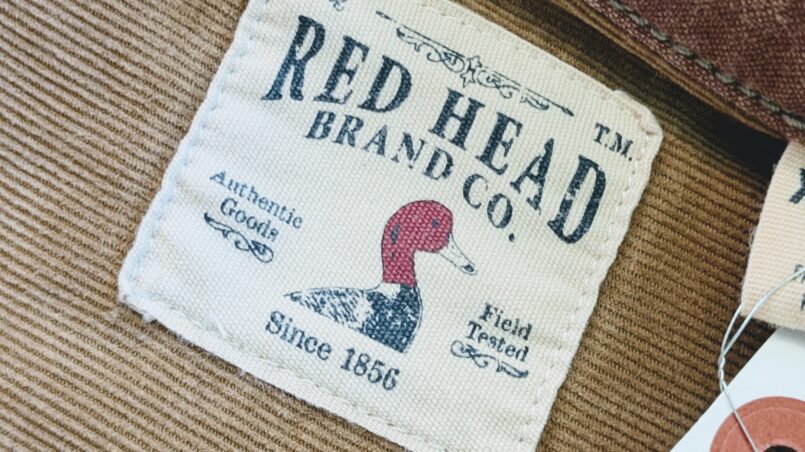 RED HEAD
T.M.
BRAND CO.
Authentic
Goods
Field
Tested
Since 1856